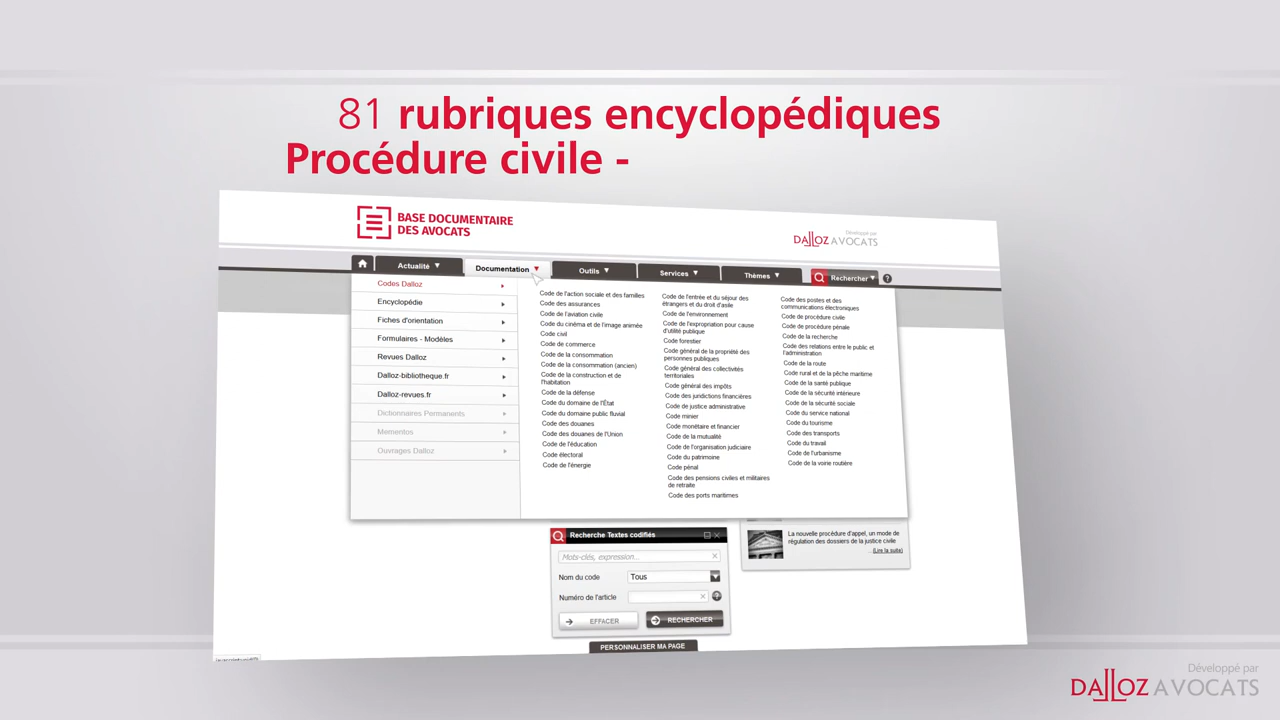 81 rubriques encyclopédiques
Procédure civile -
BASE DOCUMENTAIRE
DES AVOCATS
Développé par
DALLOZ AVOCATS
Actualité
Documentation
Outils
Services
Thèmes
Rechercher
?
Codes Dalloz
Encyclopédie
Fiches d'orientation
Formulaires - Modèles
Revues Dalloz
Dalloz-bibliotheque.fr
Dalloz-revues.fr
Dictionnaires Permanents
Mementos
Ouvrages Dalloz
Code de l'action sociale et des familles
Code des assurances
Code de l'aviation civile
Code du cinéma et de l'image animée
Code civil
Code de commerce
Code de la consommation
Code de la consommation (ancien)
Code de la construction et de
l'habitation
Code de la défense
Code du domaine de l'État
Code du domaine public fluvial
Code des douanes
Code des douanes de l'Union
Code de l'éducation
Code électoral
Code de l'énergie
Code de l'entrée et du séjour des
étrangers et du droit d'asile
Code de l'environnement
Code de l'expropriation pour cause
d'utilité publique
Code forestier
Code général de la propriété des
personnes publiques
Code général des collectivités
territoriales
Code général des impôts
Code des juridictions financières
Code de justice administrative
Code minier
Code monétaire et financier
Code de la mutualité
Code de l'organisation judiciaire
Code du patrimoine
Code pénal
Code des pensions civiles et militaires
de retraite
Code des ports maritimes
Code des postes et des
communications électroniques
Code de procédure civile
Code de procédure pénale
Code de la recherche
Code des relations entre le public et
l'administration
Code de la route
Code rural et de la pêche maritime
Code de la santé publique
Code de la sécurité intérieure
Code de la sécurité sociale
Code du service national
Code du tourisme
Code des transports
Code du travail
Code de l'urbanisme
Code de la voirie routière
Recherche Textes codifiés
Mots-clés, expression...
Nom du code
Tous
Numéro de l'article
EFFACER
RECHERCHER
PERSONNALISER MA PAGE
La nouvelle procédure d'appel, un mode de
régulation des dossiers de la justice civile
...(Lire la suite)
Développé par
DALLOZ AVOCATS